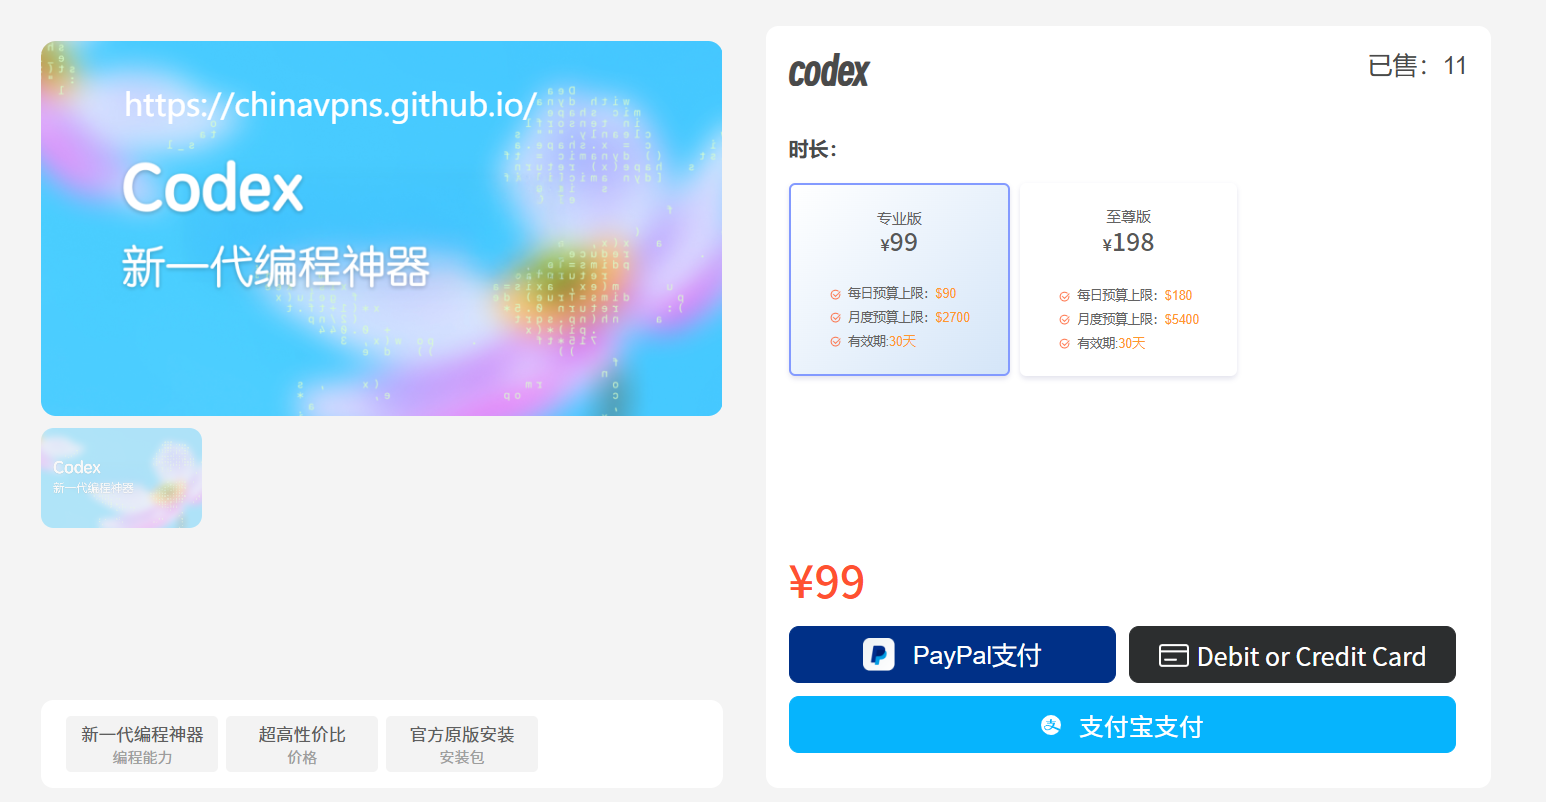 https://chinavpns.github.io/
Codex
新一代编程神器
Codex
新一代编程神器
新一代编程神器
编程能力
超高性价比
价格
官方原版安装
安装包
codex
已售：11
时长：
专业版
¥99
每日预算上限：$90
月度预算上限：$2700
有效期:30天
至尊版
¥198
每日预算上限：$180
月度预算上限：$5400
有效期:30天
¥99
PayPal支付
Debit or Credit Card
支付宝支付